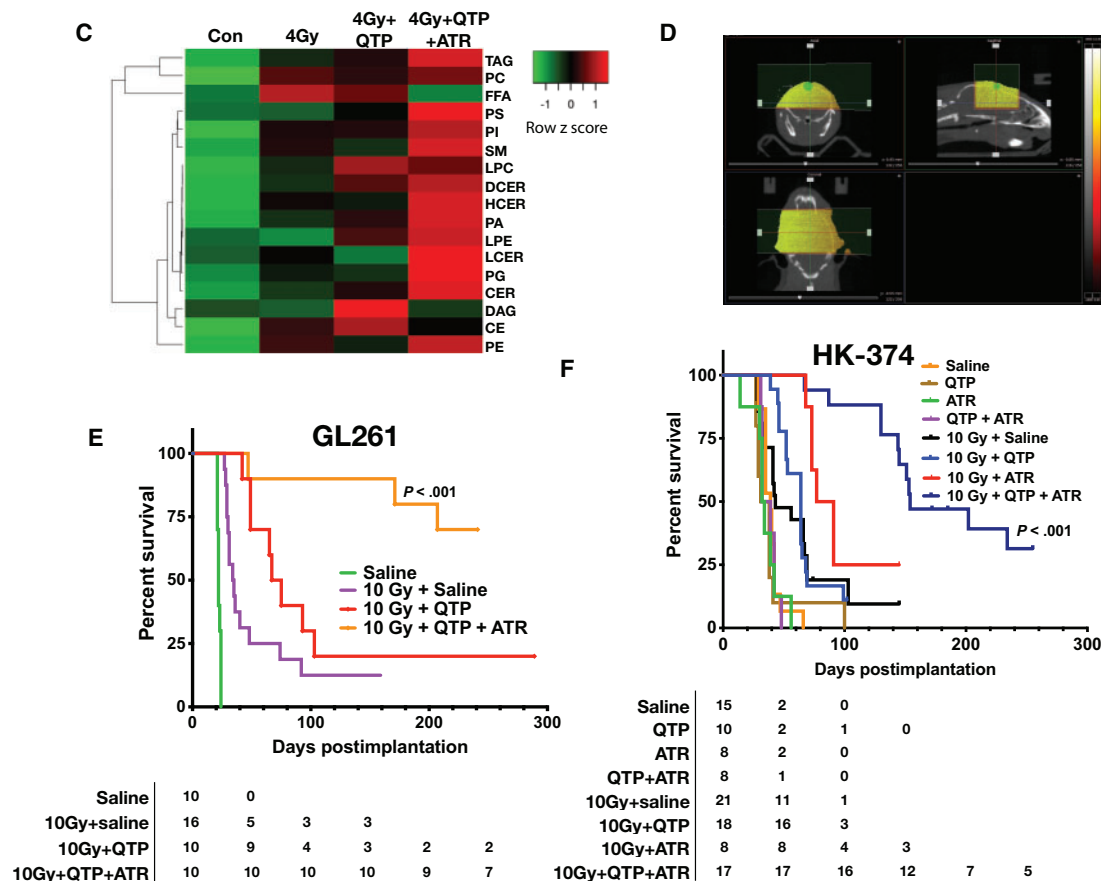 C
Con
4Gy
4Gy+
QTP
4Gy+QTP
+ATR
TAG
PC
FFA
PS
PI
SM
LPC
DCER
HCER
PA
LPE
LCER
PG
CER
DAG
CE
PE
-1 0 1
Row z score
D
E
GL261
Percent survival
100
75
50
25
0
P < .001
Saline
10 Gy + Saline
10 Gy + QTP
10 Gy + QTP + ATR
0 100 200 300
Days postimplantation
Saline 10 0
10Gy+saline 16 5 3 3
10Gy+QTP 10 9 4 3 2 2
10Gy+QTP+ATR 10 10 10 10 9 7
F
HK-374
Percent survival
100
75
50
25
0
Saline
QTP
ATR
QTP + ATR
10 Gy + Saline
10 Gy + QTP
10 Gy + ATR
10 Gy + QTP + ATR
P < .001
0 100 200 300
Days postimplantation
Saline 15 2 0
QTP 10 2 1 0
ATR 8 2 0
QTP+ATR 8 1 0
10Gy+saline 21 11 1
10Gy+QTP 18 16 3
10Gy+ATR 8 8 4 3
10Gy+QTP+ATR 17 17 16 12 7 5